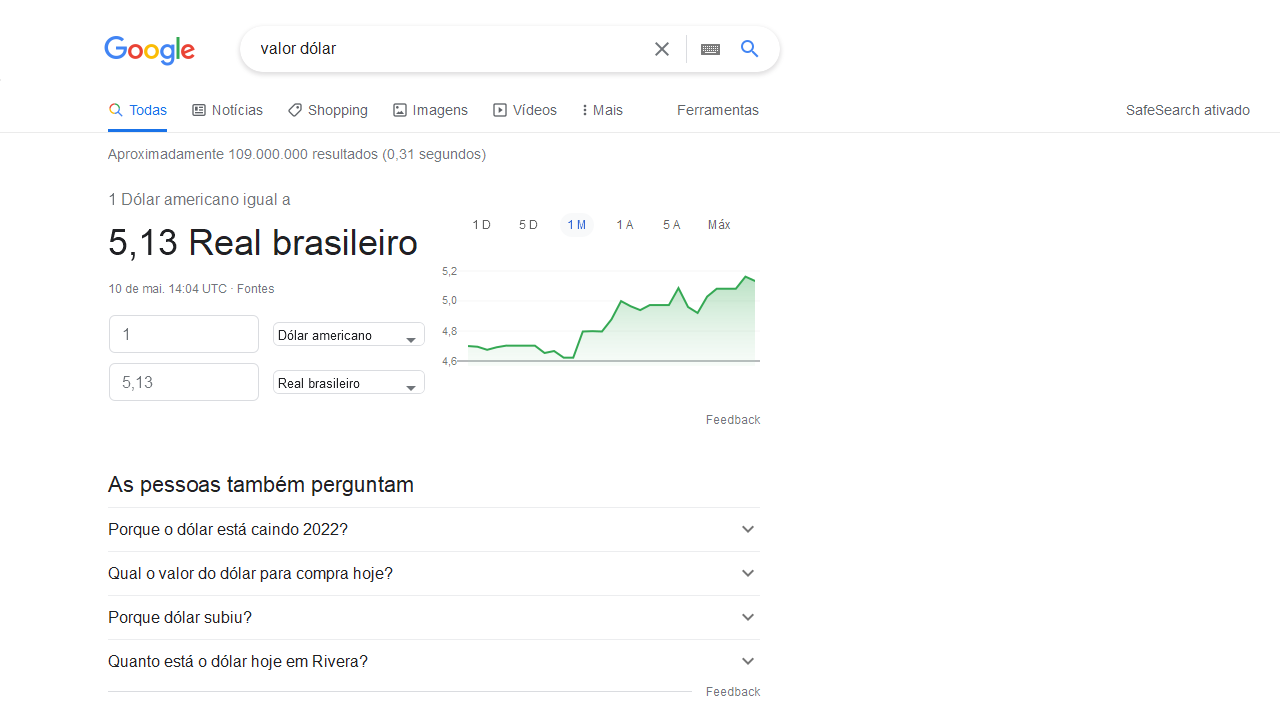 Google
valor dólar
Todas Notícias Shopping Imagens Vídeos Mais Ferramentas SafeSearch ativado
Aproximadamente 109.000.000 resultados (0,31 segundos)
1 Dólar americano igual a
5,13 Real brasileiro
10 de mai. 14:04 UTC · Fontes
1 Dólar americano
5,13 Real brasileiro
1 D 5 D 1 M 1 A 5 A Máx
5,2
5,0
4,8
4,6
Feedback
As pessoas também perguntam
Porque o dólar está caindo 2022?
Qual o valor do dólar para compra hoje?
Porque dólar subiu?
Quanto está o dólar hoje em Rivera?
Feedback